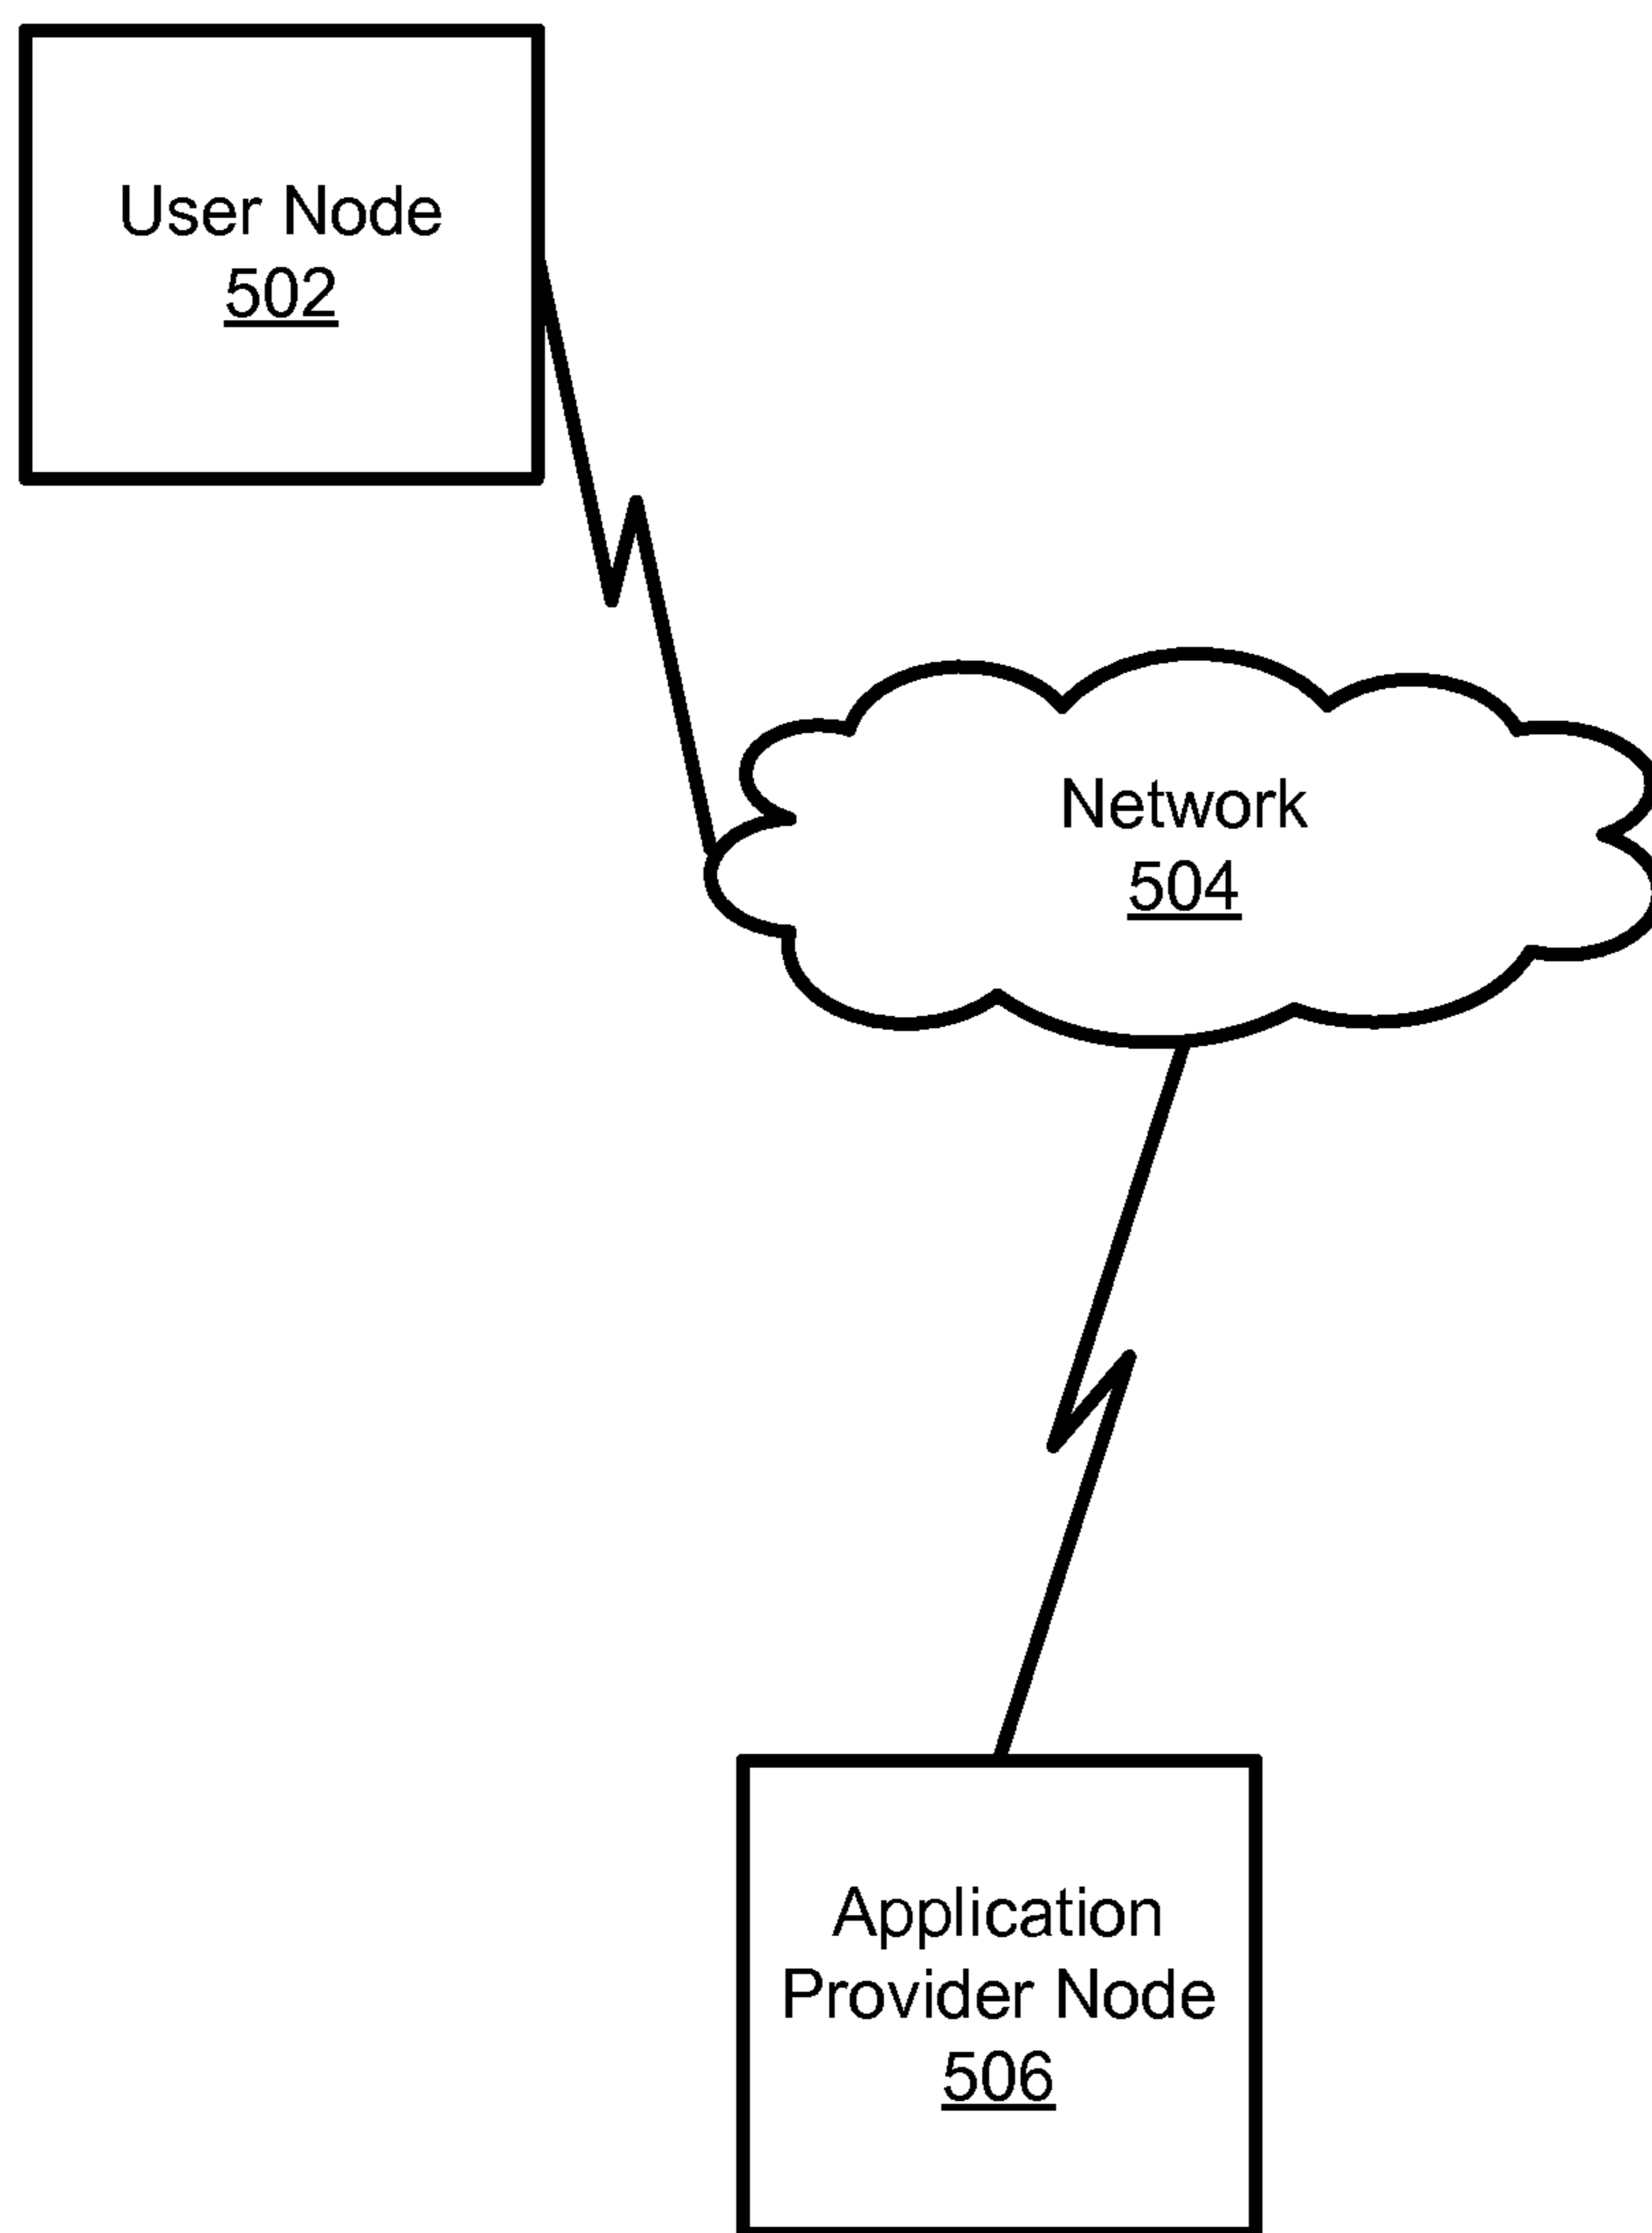 User Node
502
Network
504
Application
Provider Node
506